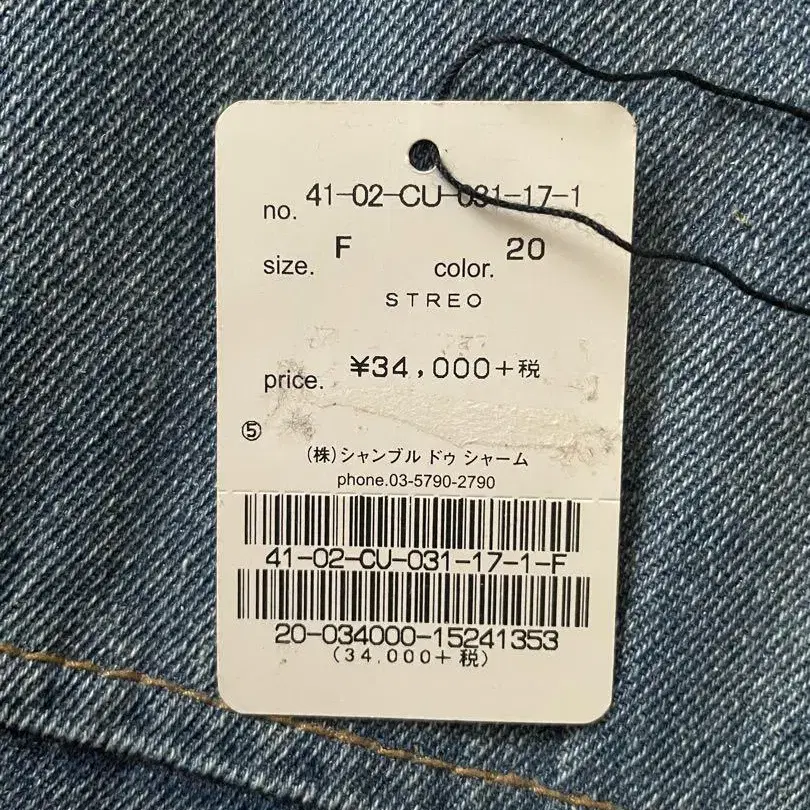 no. 41-02-CU-031-17-1
size. F color. 20
STREO
price. ¥34,000+税
⑤
(株)シャンブル ドゥ シャーム
phone.03-5790-2790
41-02-CU-031-17-1-F
20-034000-15241353
(34,000+税)